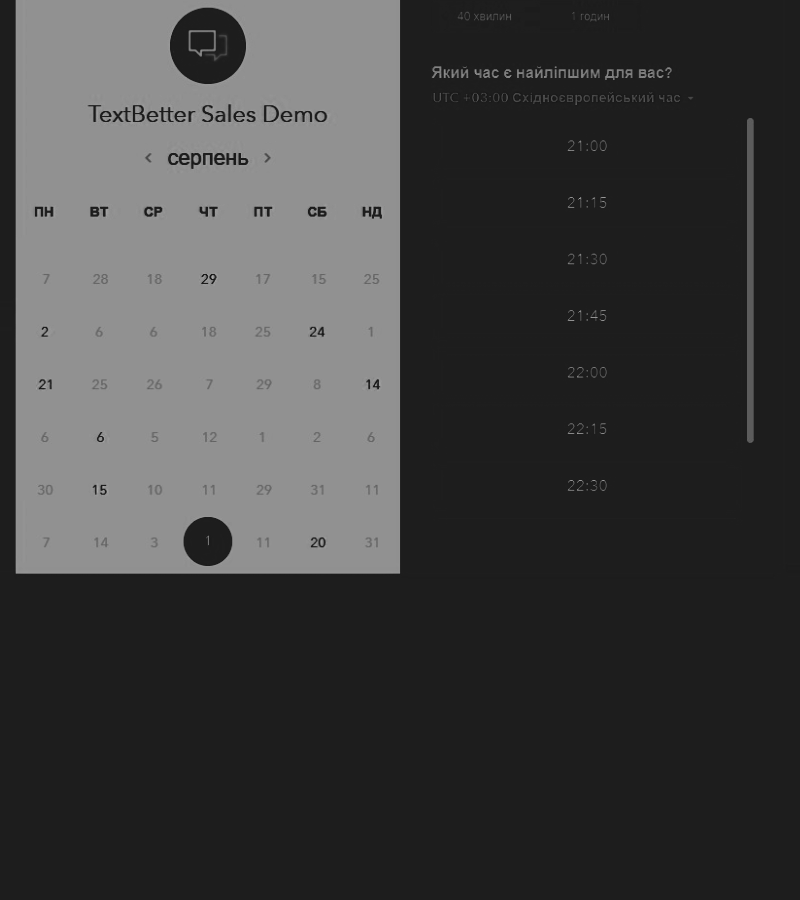 TextBetter Sales Demo
< серпень >
ПН ВТ СР ЧТ ПТ СБ НД
7 28 18 29 17 15 25
2 6 6 18 25 24 1
21 25 26 7 29 8 14
6 6 5 12 1 2 6
30 15 10 11 29 31 11
7 14 3 1 11 20 31
40 хвилин 1 годин
Який час є найліпшим для вас?
UTC +03:00 Східноєвропейський час
21:00
21:15
21:30
21:45
22:00
22:15
22:30